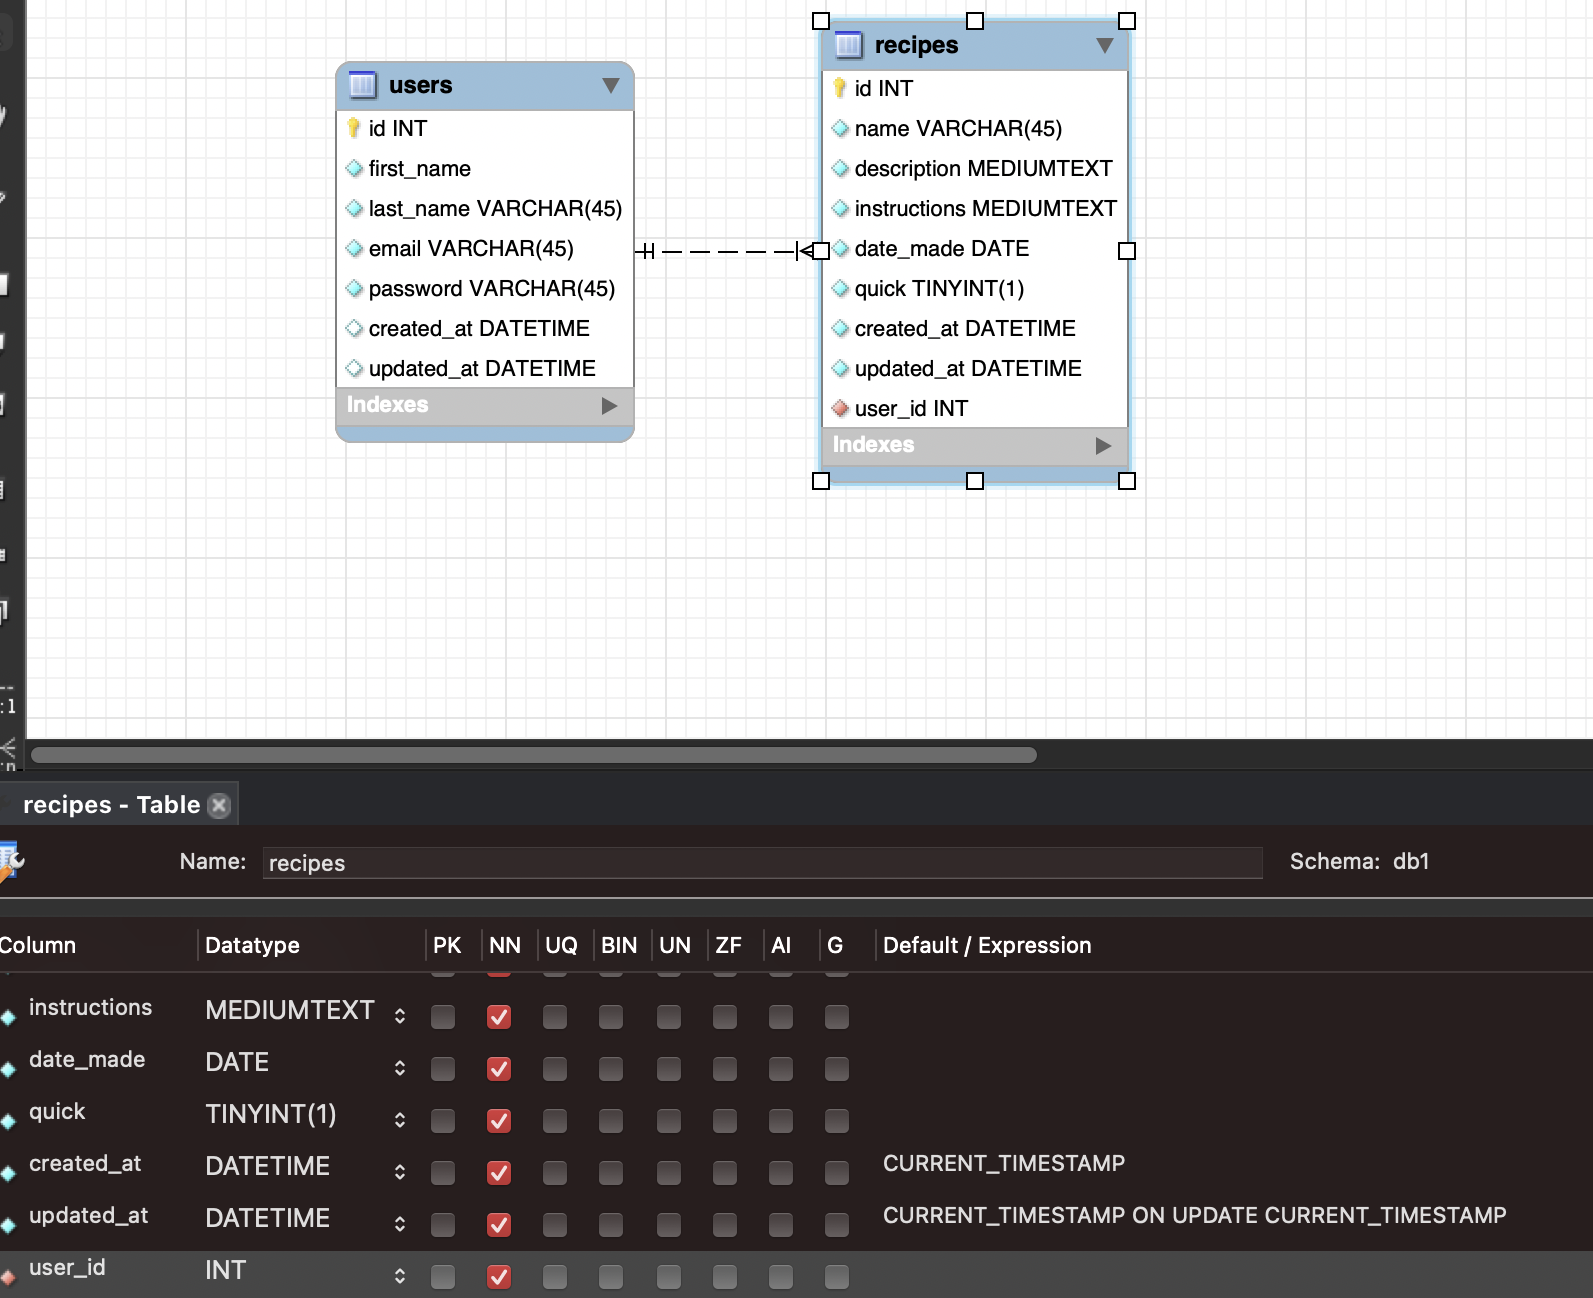 users
id INT
first_name
last_name VARCHAR(45)
email VARCHAR(45)
password VARCHAR(45)
created_at DATETIME
updated_at DATETIME
Indexes
recipes
id INT
name VARCHAR(45)
description MEDIUMTEXT
instructions MEDIUMTEXT
date_made DATE
quick TINYINT(1)
created_at DATETIME
updated_at DATETIME
user_id INT
Indexes
:1
:n
recipes - Table
Name: recipes Schema: db1
Column Datatype PK NN UQ BIN UN ZF AI G Default / Expression
instructions MEDIUMTEXT
date_made DATE
quick TINYINT(1)
created_at DATETIME CURRENT_TIMESTAMP
updated_at DATETIME CURRENT_TIMESTAMP ON UPDATE CURRENT_TIMESTAMP
user_id INT